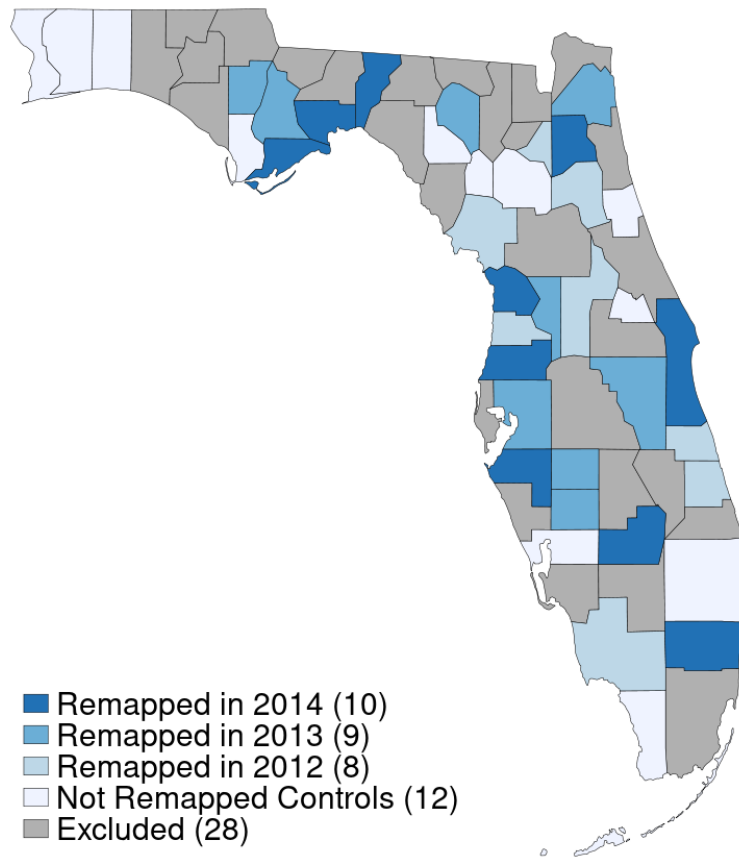 Remapped in 2014 (10)
Remapped in 2013 (9)
Remapped in 2012 (8)
Not Remapped Controls (12)
Excluded (28)